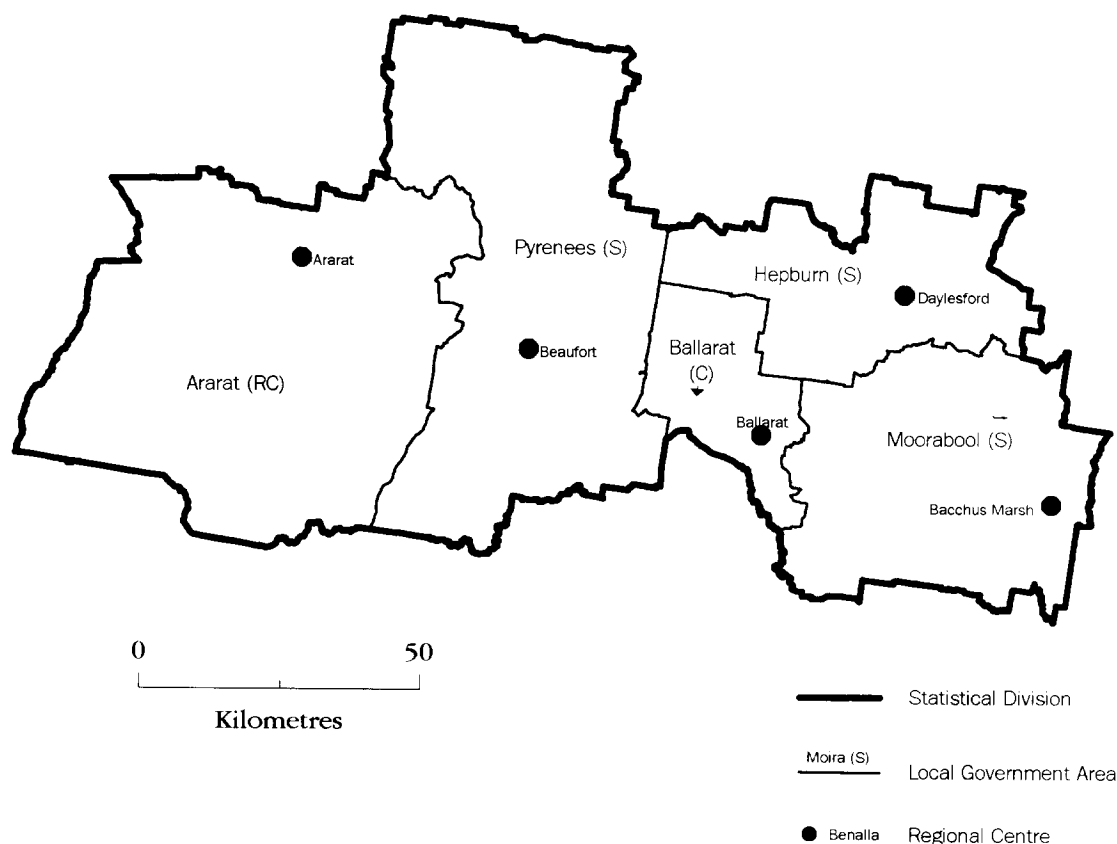 Pyrenees (S)
Ararat
Hepburn (S)
Daylesford
Beaufort
Ballarat
(C)
Ararat (RC)
Ballarat
Moorabool (S)
Bacchus Marsh
0 50
Kilometres
Statistical Division
Moira (S)
Local Government Area
Benalla Regional Centre